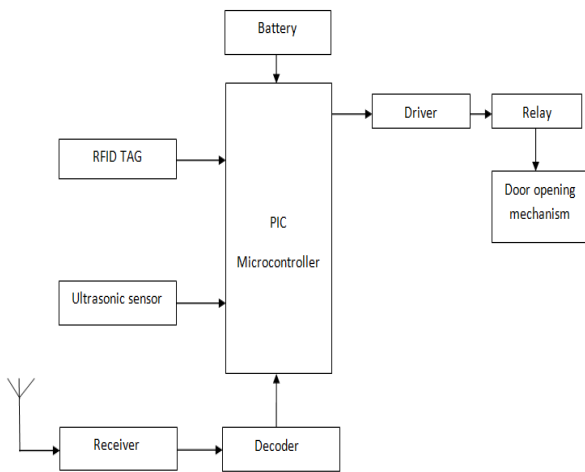 Battery
Driver
Relay
RFID TAG
Door opening
mechanism
PIC
Microcontroller
Ultrasonic sensor
Receiver
Decoder